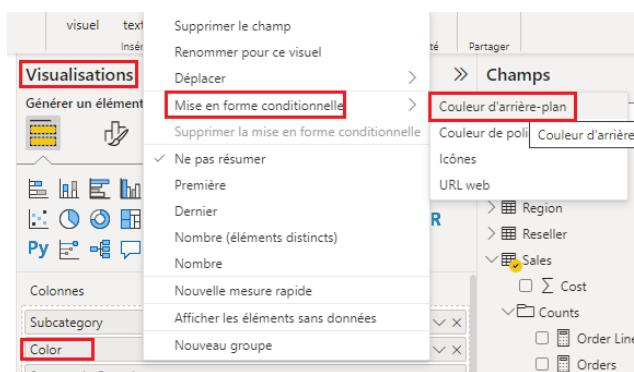 visuel text
Insér
té Partager
Visualisations
Générer un élément
Supprimer le champ
Renommer pour ce visuel
Déplacer
Mise en forme conditionnelle
Supprimer la mise en forme conditionnelle
Ne pas résumer
Première
Dernier
Nombre (éléments distincts)
Nombre
Nouvelle mesure rapide
Afficher les éléments sans données
Nouveau groupe
Py
R
Colonnes
Subcategory
Color
Champs
Couleur d'arrière-plan
Couleur de poli
Couleur d'arrière
Icônes
URL web
Region
Reseller
Sales
∑ Cost
Counts
Order Line
Orders